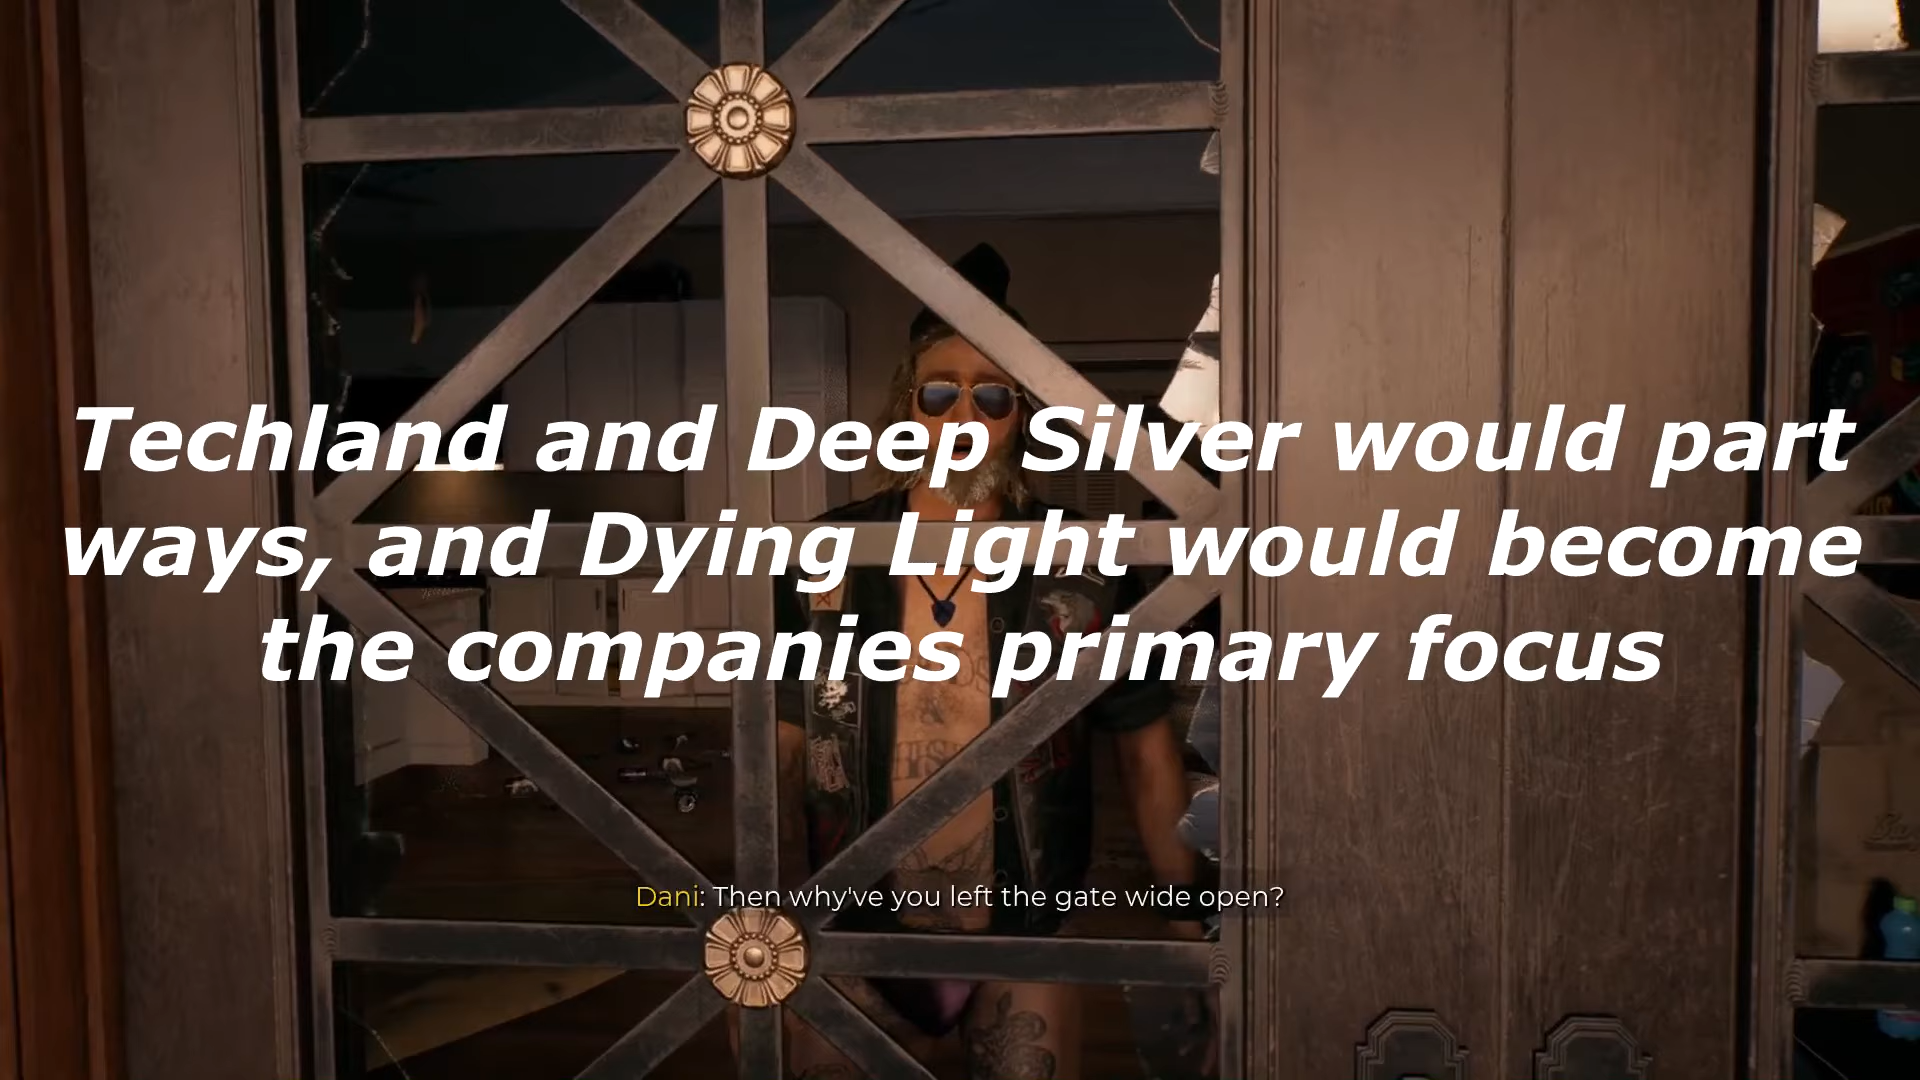 Techland and Deep Silver would part
ways, and Dying Light would become
the companies primary focus
Dani: Then why've you left the gate wide open?